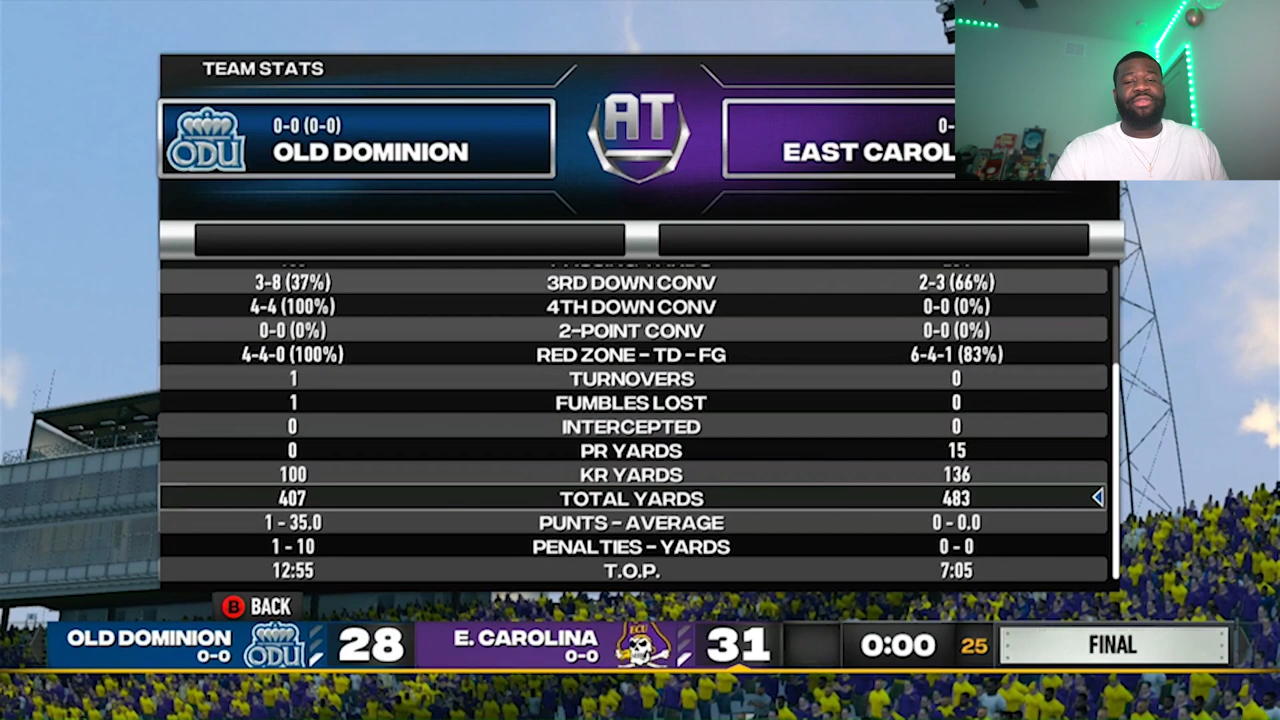 TEAM STATS
ODU
0-0 (0-0)
OLD DOMINION
AT
0-
EAST CAROL
3-8 (37%) 3RD DOWN CONV 2-3 (66%)
4-4 (100%) 4TH DOWN CONV 0-0 (0%)
0-0 (0%) 2-POINT CONV 0-0 (0%)
4-4-0 (100%) RED ZONE - TD - FG 6-4-1 (83%)
1 TURNOVERS 0
1 FUMBLES LOST 0
0 INTERCEPTED 0
0 PR YARDS 15
100 KR YARDS 136
407 TOTAL YARDS 483
1 - 35.0 PUNTS - AVERAGE 0 - 0.0
1 - 10 PENALTIES - YARDS 0 - 0
12:55 T.O.P. 7:05
B BACK
OLD DOMINION 0-0 ODU 28 E. CAROLINA 0-0 ECU 31 0:00 25 FINAL